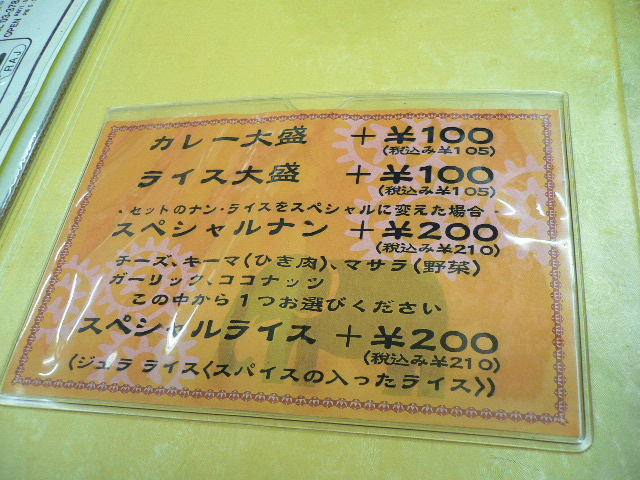 カレー大盛 +¥100
(税込み¥105)
ライス大盛 +¥100
(税込み¥105)
-セットのナン・ライスをスペシャルに変えた場合-
スペシャルナン +¥200
(税込み¥210)
チーズ、キーマ(ひき肉)、マサラ(野菜)
ガーリック、ココナッツ
この中から1つお選びください
スペシャルライス +¥200
(税込み¥210)
(ジュラ ライス(スパイスの入ったライス))
OPEN
RAJ